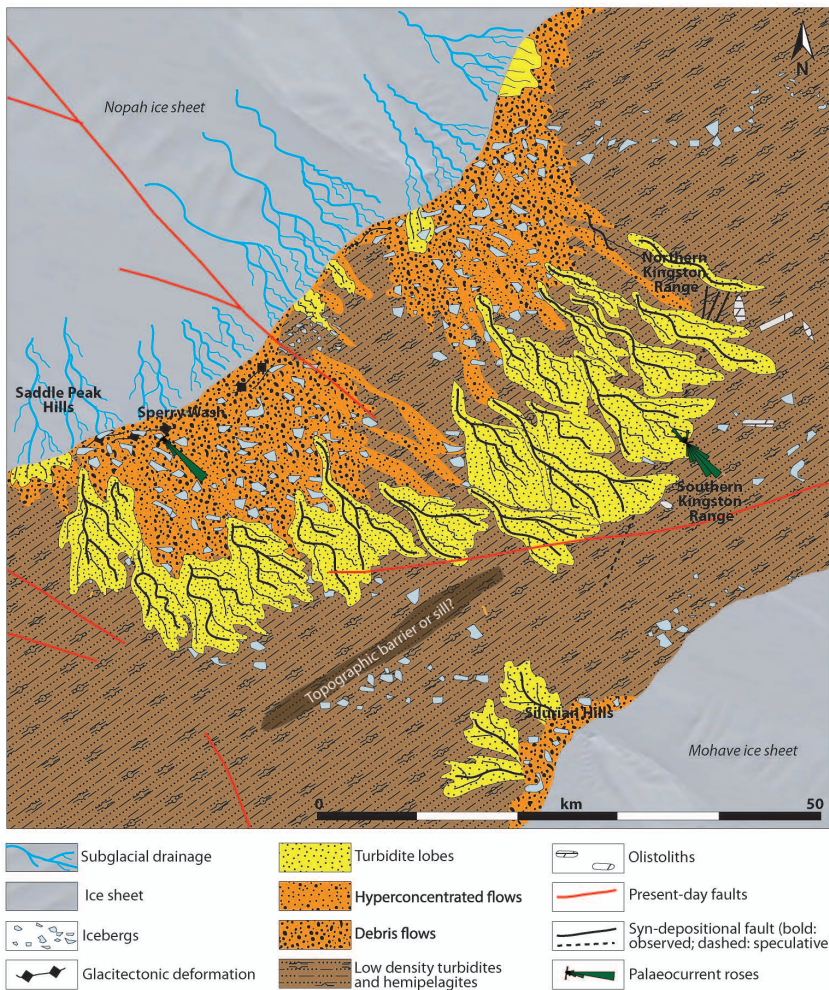 N
Nopah ice sheet
Northern
Kingston
Range
Saddle Peak
Hills
Sperry Wash
Southern
Kingston
Range
Topographic barrier or sill?
Silurian Hills
Mohave ice sheet
0 km 50
Subglacial drainage
Ice sheet
Icebergs
Glacitectonic deformation
Turbidite lobes
Hyperconcentrated flows
Debris flows
Low density turbidites
and hemipelagites
Olistoliths
Present-day faults
Syn-depositional fault (bold:
observed; dashed: speculative
Palaeocurrent roses